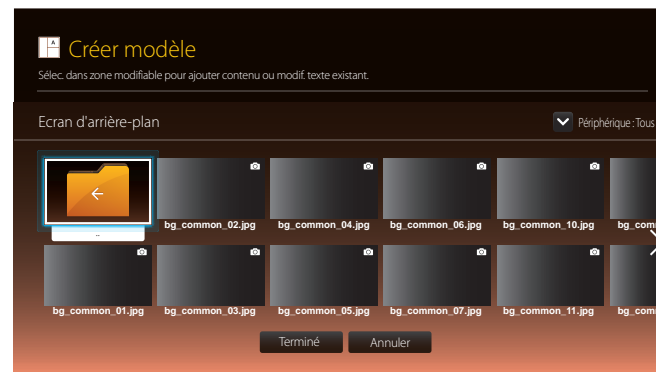 A
Créer modèle
Sélec. dans zone modifiable pour ajouter contenu ou modif. texte existant.
Ecran d'arrière-plan
Périphérique : Tous
..
bg_common_02.jpg bg_common_04.jpg bg_common_06.jpg bg_common_10.jpg bg_com
bg_common_01.jpg bg_common_03.jpg bg_common_05.jpg bg_common_07.jpg bg_common_11.jpg bg_com
Terminé Annuler